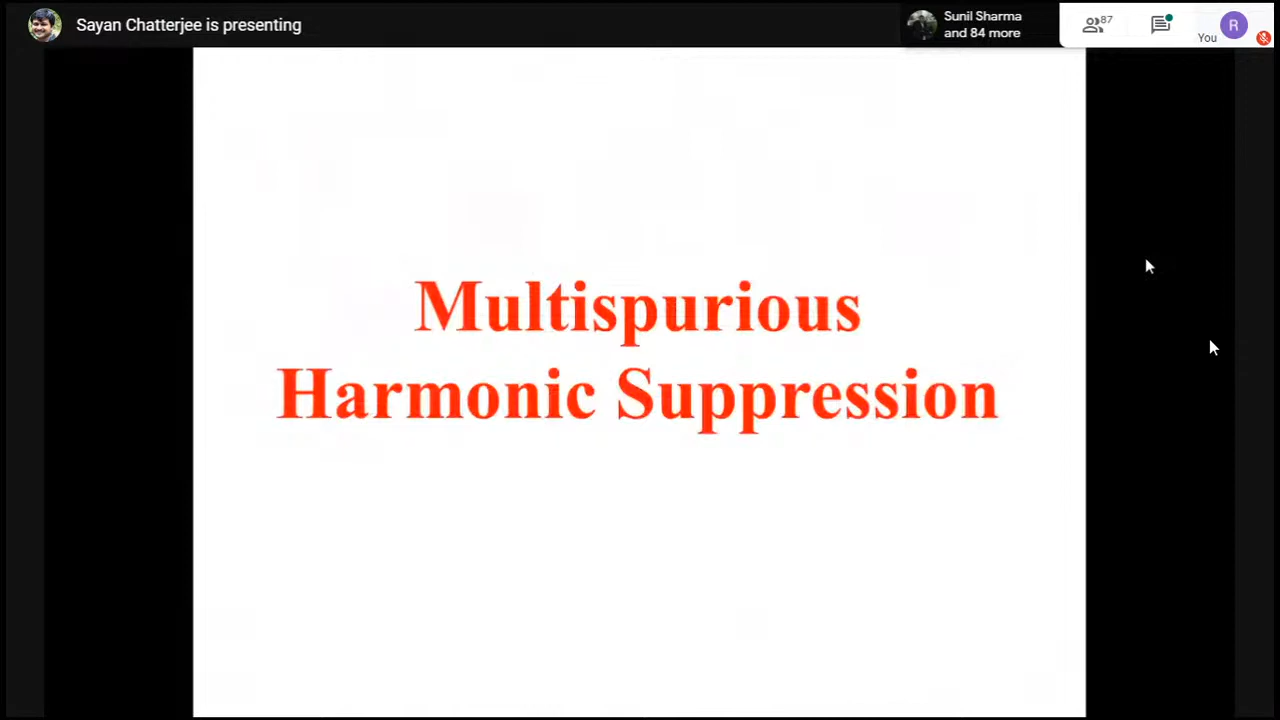 Sayan Chatterjee is presenting
Sunil Sharma
and 84 more
87
You
R
Multispurious
Harmonic Suppression